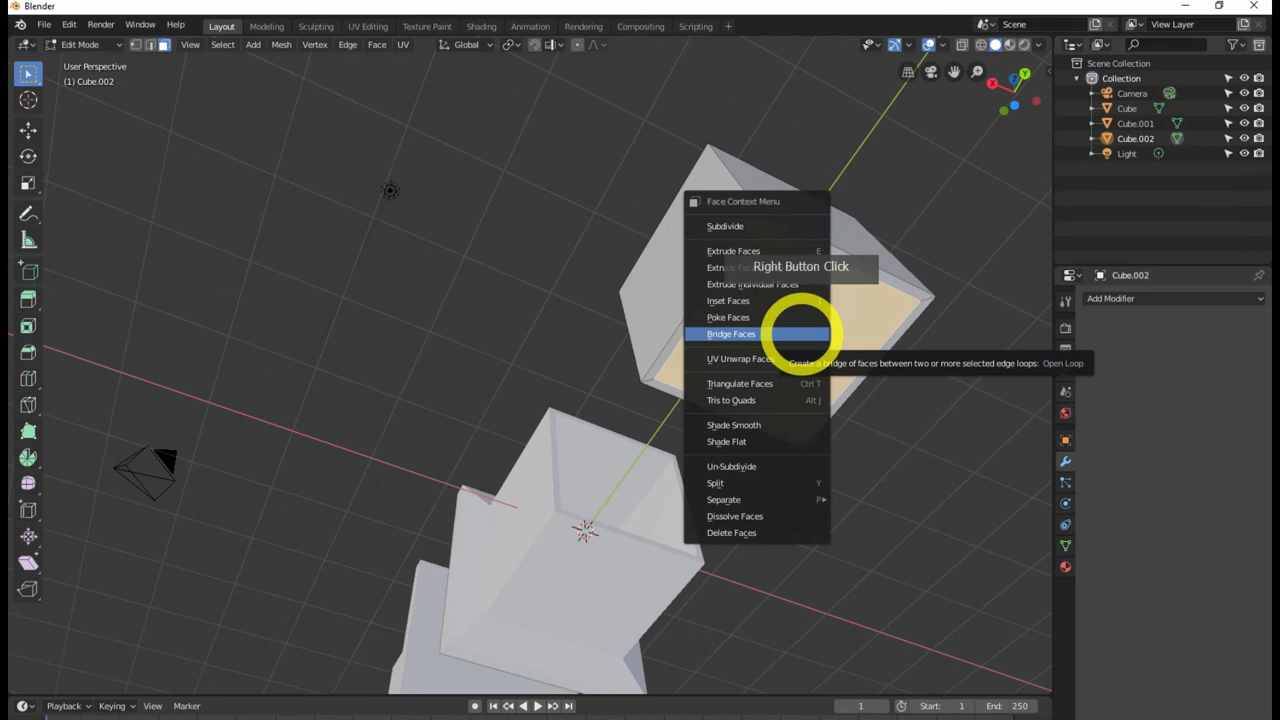 Blender
File Edit Render Window Help
Layout Modeling Sculpting UV Editing Texture Paint Shading Animation Rendering Compositing Scripting +
Scene
View Layer
Edit Mode View Select Add Mesh Vertex Edge Face UV
Global
User Perspective
(1) Cube.002
Y
X
Z
Scene Collection
Collection
Camera
Cube
Cube.001
Cube.002
Light
Cube.002
Add Modifier
Face Context Menu
Subdivide
Extrude Faces E
Right Button Click
Extrude Individual Faces
Inset Faces
Poke Faces
Bridge Faces
UV Unwrap Faces
Create a bridge of faces between two or more selected edge loops: Open Loop
Triangulate Faces Ctrl T
Tris to Quads Alt J
Shade Smooth
Shade Flat
Un-Subdivide
Split Y
Separate P
Dissolve Faces
Delete Faces
Playback Keying View Marker
1
Start: 1
End: 250